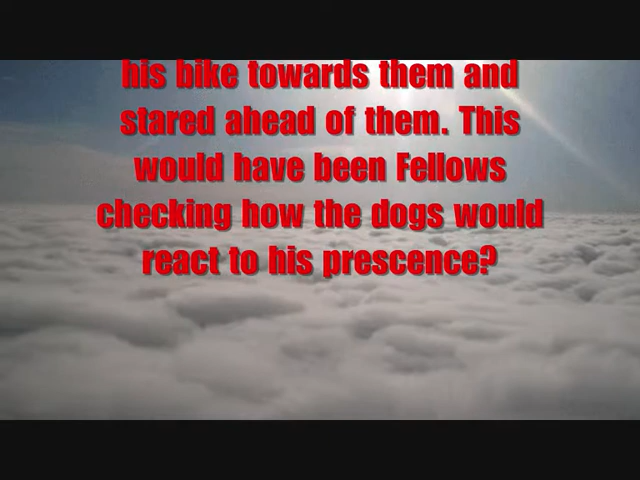 his bike towards them and
stared ahead of them. This
would have been Fellows
checking how the dogs would
react to his prescence?